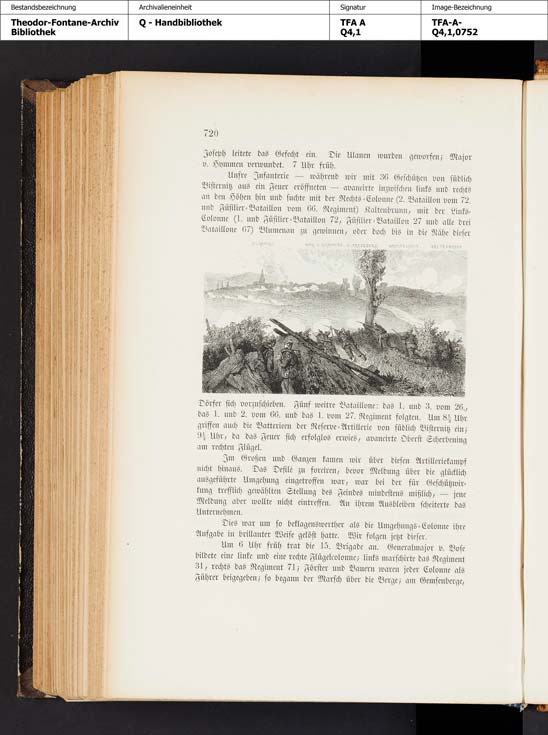 Bestandsbezeichnung
Theodor-Fontane-Archiv
Bibliothek
Archivalieneinheit
Q - Handbibliothek
Signatur
TFA A
Q4,1
Image-Bezeichnung
TFA-A-
Q4,1,0752
720
Joseph leitete das Gefecht ein. Die Ulanen wurden geworfen; Major
v. Hymmen verwundet. 7 Uhr früh.
Unsre Infanterie — während wir mit 36 Geschützen von südlich
Bisternitz aus ein Feuer eröffneten — avancirte inzwischen links und rechts
an den Höhen hin und suchte mit der Rechts-Colonne (2. Bataillon vom 72.
und Füsilier-Bataillon vom 66. Regiment) Kaltenbrunn, mit der Links-
Colonne (1. und Füsilier-Bataillon 72, Füsilier-Bataillon 27 und alle drei
Bataillone 67) Blumenau zu gewinnen, oder doch bis in die Nähe dieser
Dörfer sich vorzuschieben. Fünf weitre Bataillone: das 1. und 3. vom 26.,
das 1. und 2. vom 66. und das 1. vom 27. Regiment folgten. Um 8½ Uhr
griffen auch die Batterieen der Reserve-Artillerie von südlich Bisternitz ein;
9½ Uhr, da das Feuer sich erfolglos erwies, avancirte Oberst Scherbening
am rechten Flügel.
Im Großen und Ganzen kamen wir über diesen Artilleriekampf
nicht hinaus. Das Defilé zu forciren, bevor Meldung über die glücklich
ausgeführte Umgehung eingetroffen war, war bei der für Geschützwir-
kung trefflich gewählten Stellung des Feindes mindestens mißlich, — jene
Meldung aber wollte nicht eintreffen. An ihrem Ausbleiben scheiterte das
Unternehmen.
Dies war um so beklagenswerther als die Umgehungs-Colonne ihre
Aufgabe in brillanter Weise gelöst hatte. Wir folgen jetzt dieser.
Um 6 Uhr früh trat die 15. Brigade an. Generalmajor v. Bose
bildete eine linke und eine rechte Flügelcolonne; links marschirte das Regiment
31, rechts das Regiment 71; Förster und Bauern waren jeder Colonne als
Führer beigegeben; so begann der Marsch über die Berge; am Gemsenberge,